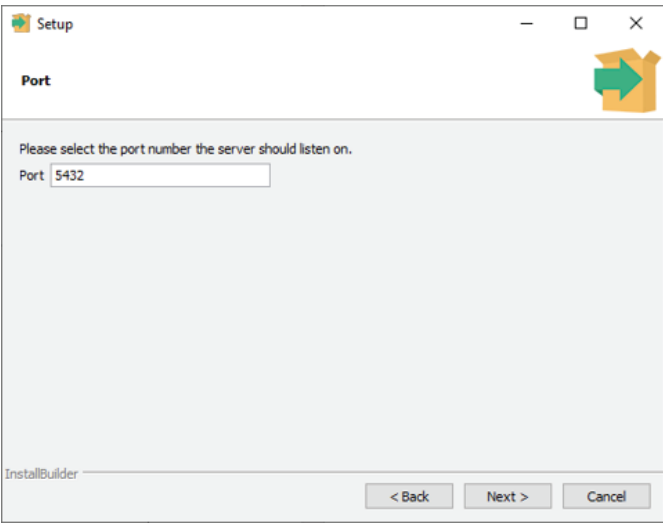 Setup
Port
Please select the port number the server should listen on.
Port 5432
InstallBuilder
< Back Next > Cancel